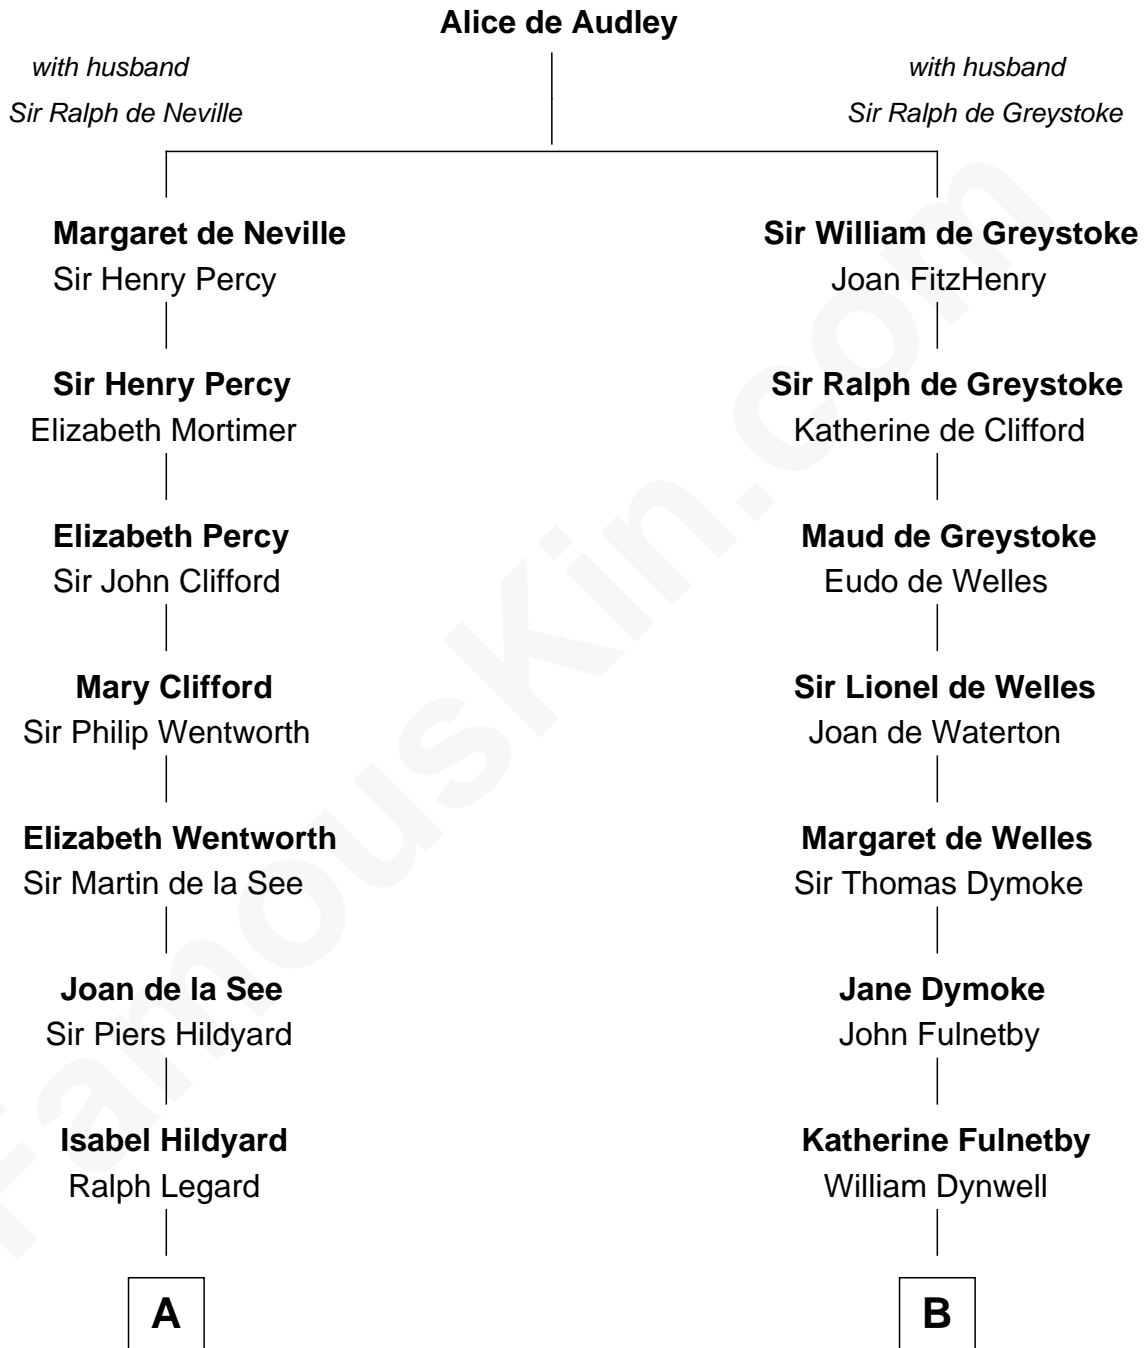 Alice de Audley
with husband
Sir Ralph de Neville
with husband
Sir Ralph de Greystoke
Margaret de Neville
Sir Henry Percy
Sir William de Greystoke
Joan FitzHenry
Sir Henry Percy
Elizabeth Mortimer
Sir Ralph de Greystoke
Katherine de Clifford
Elizabeth Percy
Sir John Clifford
Maud de Greystoke
Eudo de Welles
Mary Clifford
Sir Philip Wentworth
Sir Lionel de Welles
Joan de Waterton
Elizabeth Wentworth
Sir Martin de la See
Margaret de Welles
Sir Thomas Dymoke
Joan de la See
Sir Piers Hildyard
Jane Dymoke
John Fulnetby
Isabel Hildyard
Ralph Legard
Katherine Fulnetby
William Dynwell
A
B
FamousKin.com